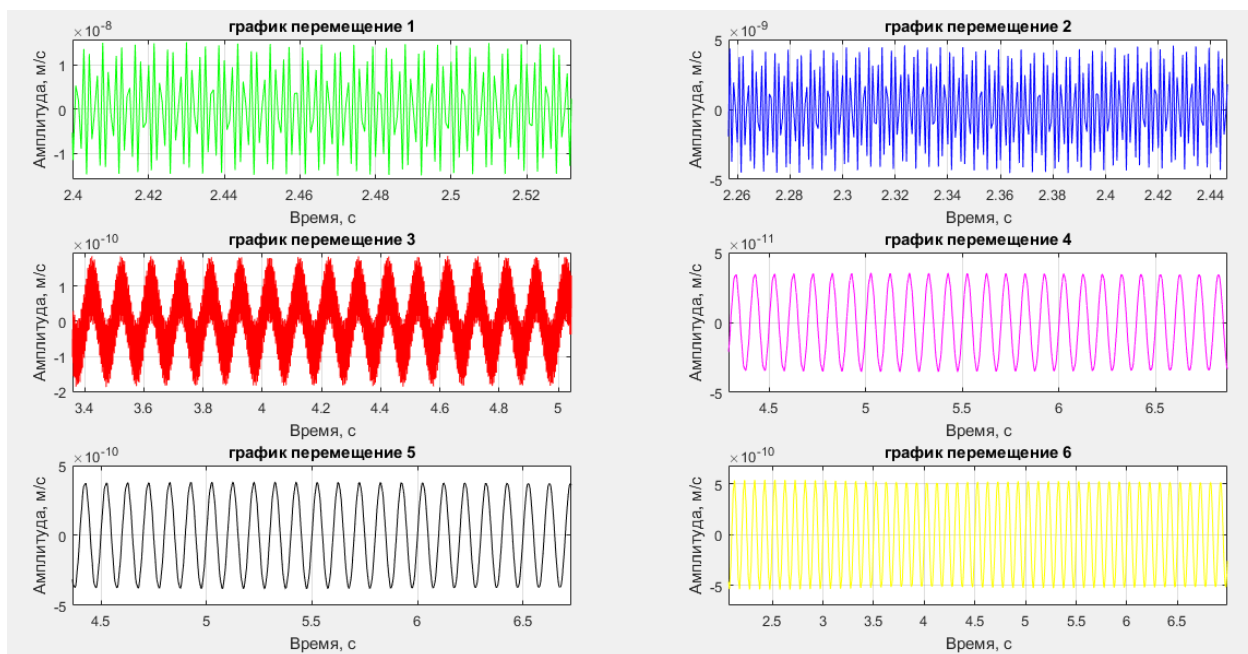 график перемещение 1
×10^-8
Амплитуда, м/с
1
0
-1
2.4 2.42 2.44 2.46 2.48 2.5 2.52
Время, с
график перемещение 2
×10^-9
Амплитуда, м/с
5
0
-5
2.26 2.28 2.3 2.32 2.34 2.36 2.38 2.4 2.42 2.44
Время, с
график перемещение 3
×10^-10
Амплитуда, м/с
1
0
-1
-2
3.4 3.6 3.8 4 4.2 4.4 4.6 4.8 5
Время, с
график перемещение 4
×10^-11
Амплитуда, м/с
5
0
-5
4.5 5 5.5 6 6.5
Время, с
график перемещение 5
×10^-10
Амплитуда, м/с
5
0
-5
4.5 5 5.5 6 6.5
Время, с
график перемещение 6
×10^-10
Амплитуда, м/с
5
0
-5
2.5 3 3.5 4 4.5 5 5.5 6 6.5
Время, с